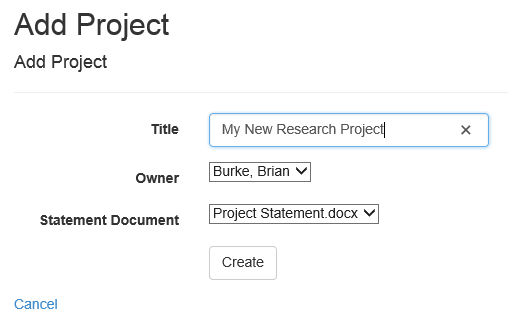 Add Project
Add Project
Title My New Research Project ×
Owner Burke, Brian
Statement Document Project Statement.docx
Create
Cancel